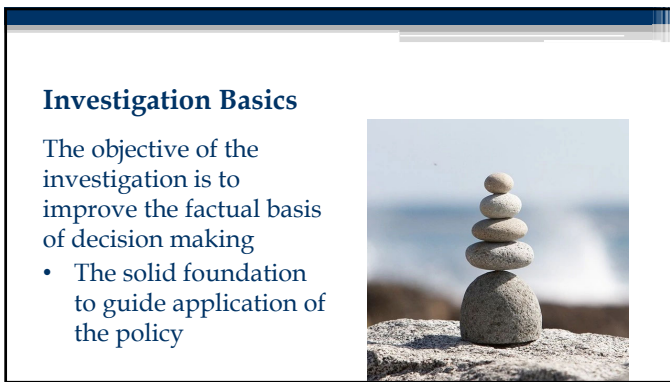 Investigation Basics
The objective of the
investigation is to
improve the factual basis
of decision making
• The solid foundation
to guide application of
the policy